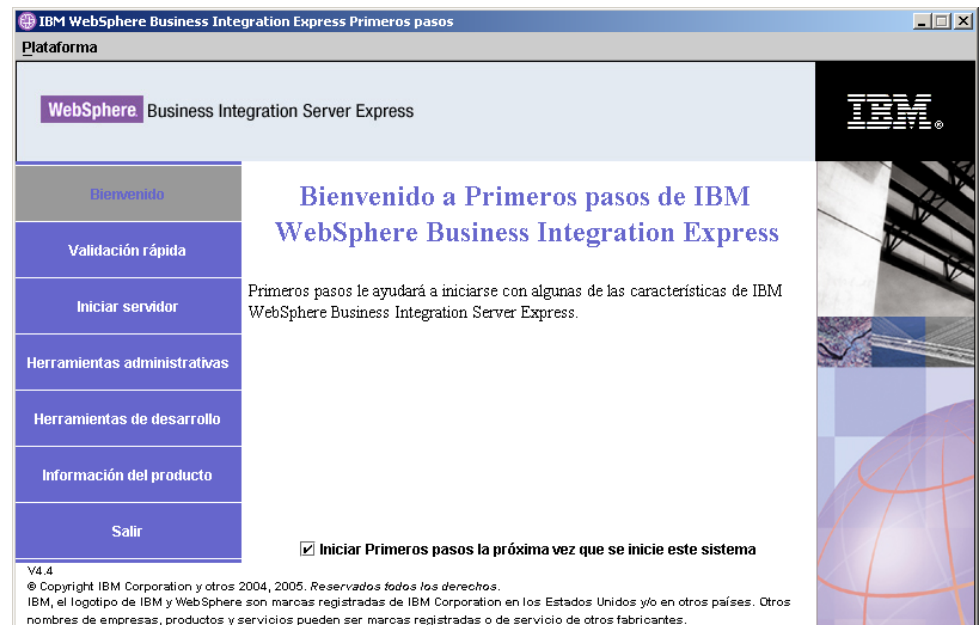 IBM WebSphere Business Integration Express Primeros pasos
Plataforma
WebSphere. Business Integration Server Express
IBM®
Bienvenido
Validación rápida
Iniciar servidor
Herramientas administrativas
Herramientas de desarrollo
Información del producto
Salir
Bienvenido a Primeros pasos de IBM
WebSphere Business Integration Express
Primeros pasos le ayudará a iniciarse con algunas de las características de IBM
WebSphere Business Integration Server Express.
Iniciar Primeros pasos la próxima vez que se inicie este sistema
V4.4
© Copyright IBM Corporation y otros 2004, 2005. Reservados todos los derechos.
IBM, el logotipo de IBM y WebSphere son marcas registradas de IBM Corporation en los Estados Unidos y/o en otros países. Otros
nombres de empresas, productos y servicios pueden ser marcas registradas o de servicio de otros fabricantes.